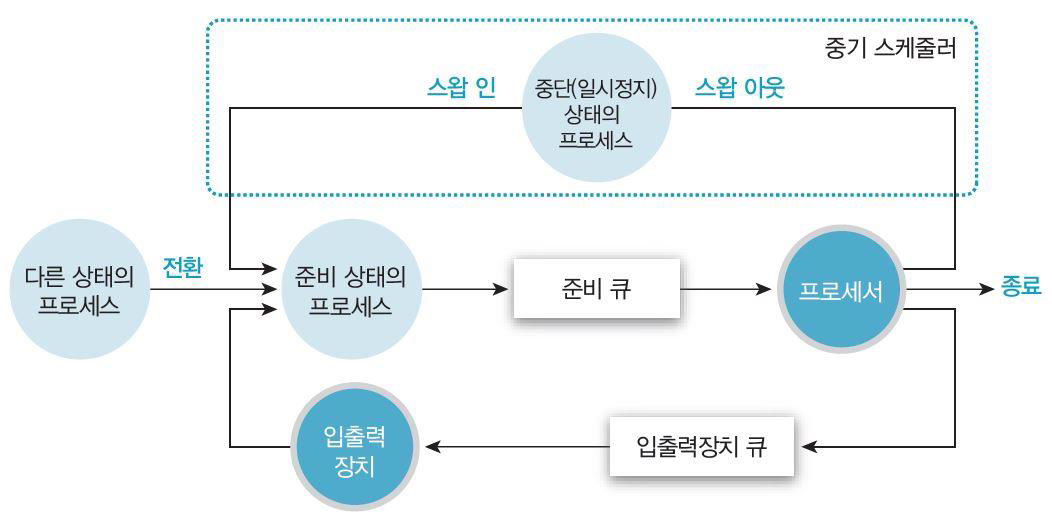 중기 스케줄러
스왑 인
중단(일시정지)
상태의
프로세스
스왑 아웃
다른 상태의
프로세스
전환
준비 상태의
프로세스
준비 큐
프로세서
종료
입출력
장치
입출력장치 큐